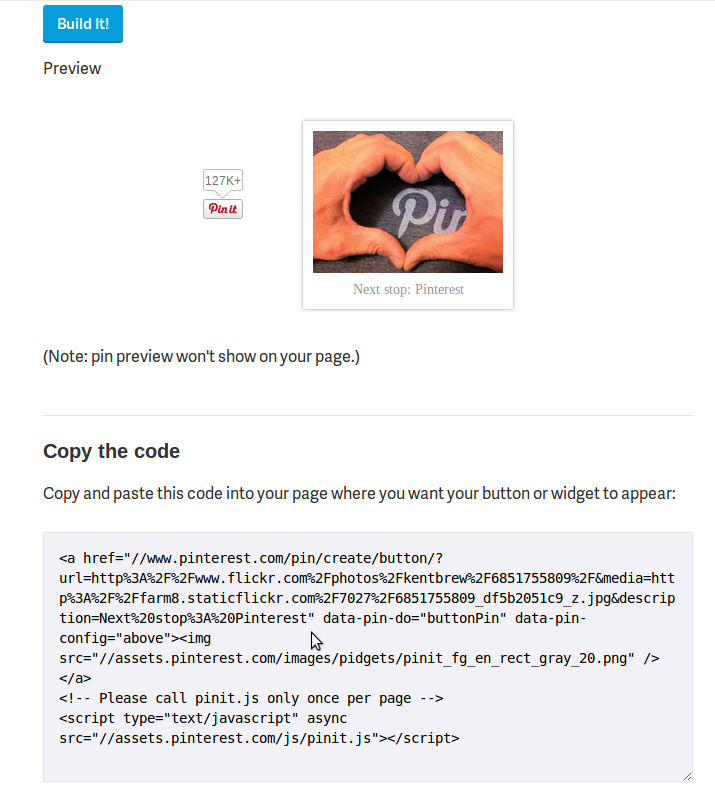 Build It!
Preview
127K+
Pin it
Pin
Next stop: Pinterest
(Note: pin preview won't show on your page.)
Copy the code
Copy and paste this code into your page where you want your button or widget to appear:
<a href="//www.pinterest.com/pin/create/button/?
url=http%3A%2F%2Fwww.flickr.com%2Fphotos%2Fkentbrew%2F6851755809%2F&media=htt
p%3A%2F%2Ffarm8.staticflickr.com%2F7027%2F6851755809_df5b2051c9_z.jpg&descrip
tion=Next%20stop%3A%20Pinterest" data-pin-do="buttonPin" data-pin-
config="above"><img
src="//assets.pinterest.com/images/pidgets/pinit_fg_en_rect_gray_20.png" />
</a>
<!-- Please call pinit.js only once per page -->
<script type="text/javascript" async
src="//assets.pinterest.com/js/pinit.js"></script>